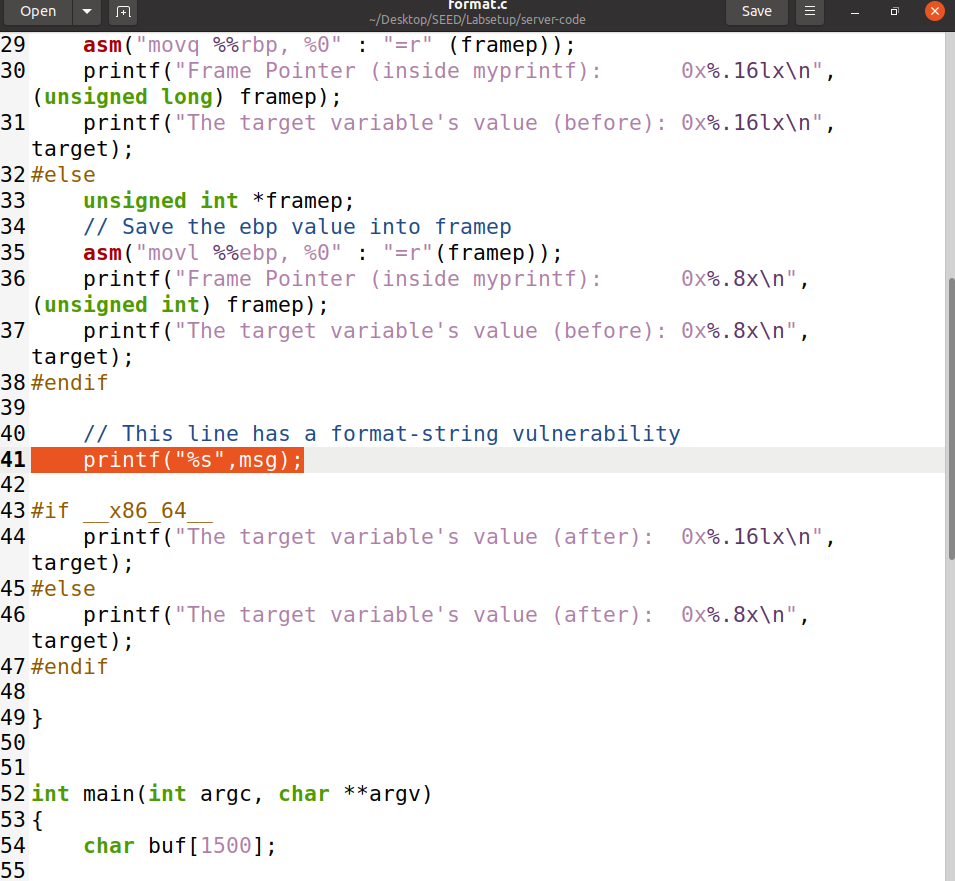 Open
format.c
~/Desktop/SEED/Labsetup/server-code
Save
29     asm("movq %%rbp, %0" : "=r" (framep));
30     printf("Frame Pointer (inside myprintf):      0x%.16lx\n",
(unsigned long) framep);
31     printf("The target variable's value (before): 0x%.16lx\n",
target);
32 #else
33     unsigned int *framep;
34     // Save the ebp value into framep
35     asm("movl %%ebp, %0" : "=r"(framep));
36     printf("Frame Pointer (inside myprintf):      0x%.8x\n",
(unsigned int) framep);
37     printf("The target variable's value (before): 0x%.8x\n",
target);
38 #endif
39
40     // This line has a format-string vulnerability
41     printf("%s",msg);
42
43 #if __x86_64__
44     printf("The target variable's value (after):  0x%.16lx\n",
target);
45 #else
46     printf("The target variable's value (after):  0x%.8x\n",
target);
47 #endif
48
49 }
50
51
52 int main(int argc, char **argv)
53 {
54     char buf[1500];
55